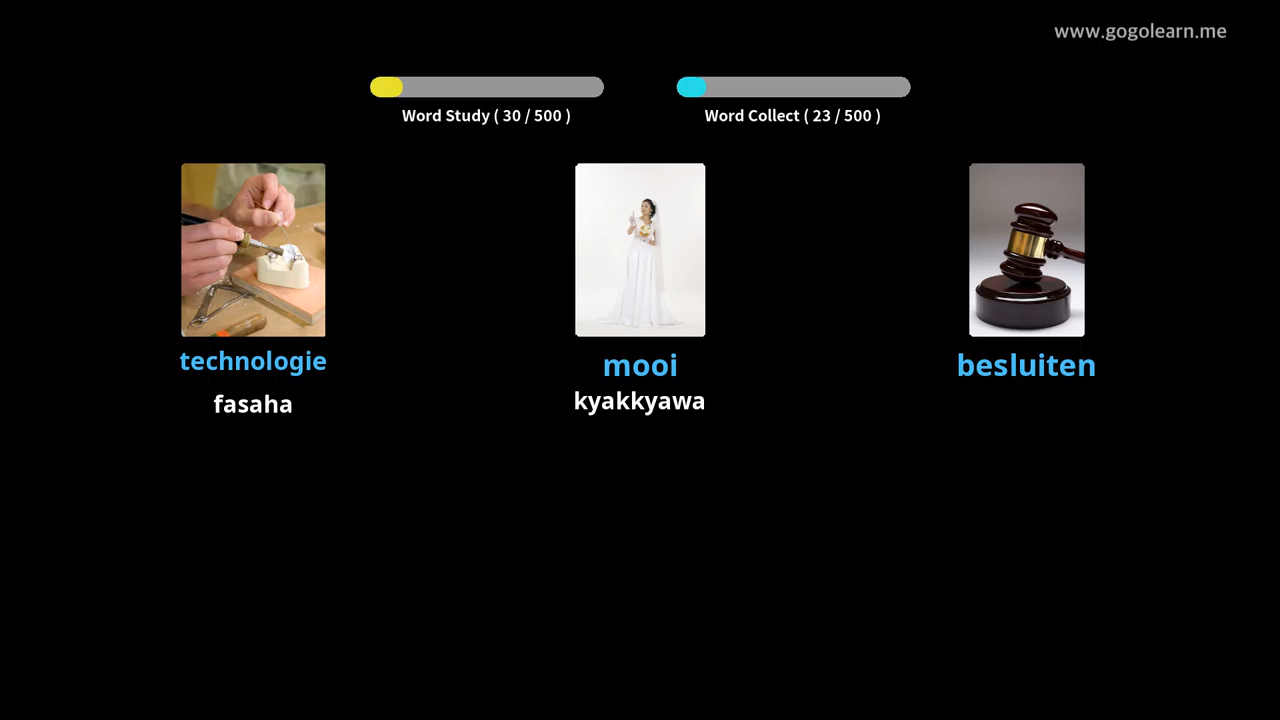 www.gogolearn.me
Word Study ( 30 / 500 )
Word Collect ( 23 / 500 )
technologie
fasaha
mooi
kyakkyawa
besluiten